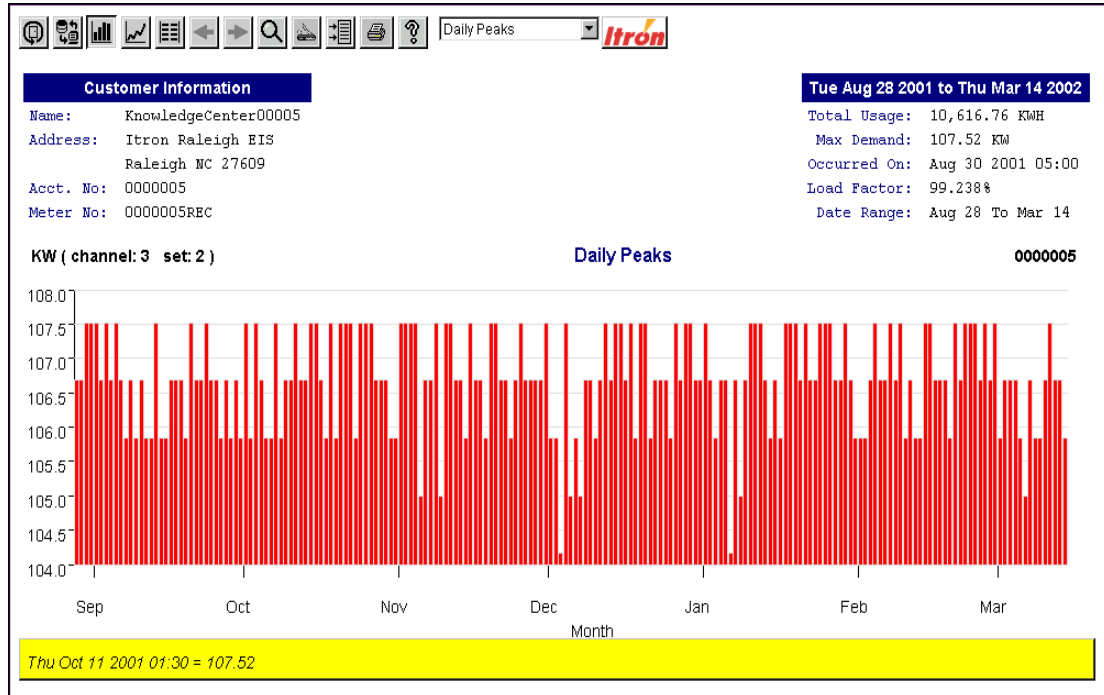 Daily Peaks
Itron
Customer Information
Name: KnowledgeCenter00005
Address: Itron Raleigh EIS
Raleigh NC 27609
Acct. No: 0000005
Meter No: 0000005REC
Tue Aug 28 2001 to Thu Mar 14 2002
Total Usage: 10,616.76 KWH
Max Demand: 107.52 KW
Occurred On: Aug 30 2001 05:00
Load Factor: 99.238%
Date Range: Aug 28 To Mar 14
KW ( channel: 3 set: 2 )
Daily Peaks
0000005
108.0
107.5
107.0
106.5
106.0
105.5
105.0
104.5
104.0
Sep Oct Nov Dec Jan Feb Mar
Month
Thu Oct 11 2001 01:30 = 107.52